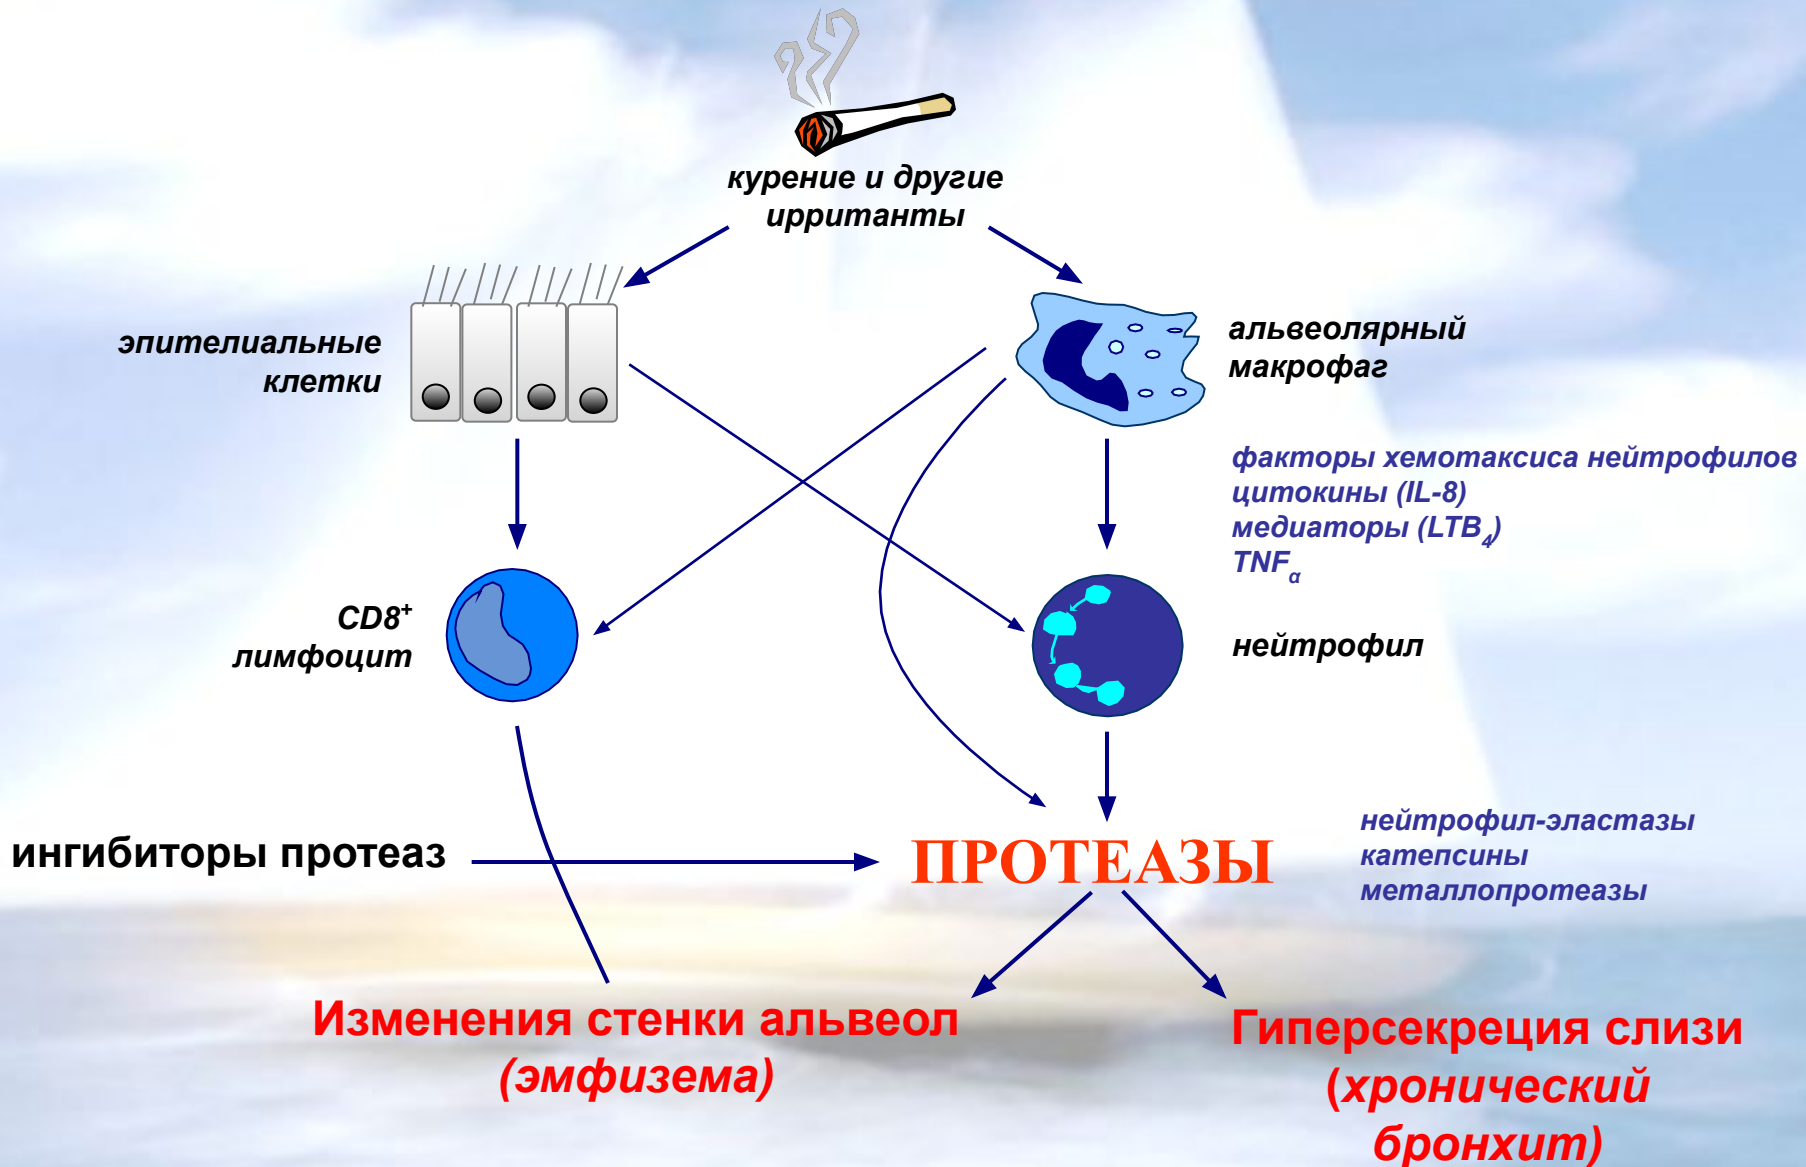 курение и другие
ирританты
эпителиальные
клетки
альвеолярный
макрофаг
факторы хемотаксиса нейтрофилов
цитокины (IL-8)
медиаторы (LTB₄)
TNFα
CD8⁺
лимфоцит
нейтрофил
ингибиторы протеаз
ПРОТЕАЗЫ
нейтрофил-эластазы
катепсины
металлопротеазы
Изменения стенки альвеол
(эмфизема)
Гиперсекреция слизи
(хронический
бронхит)